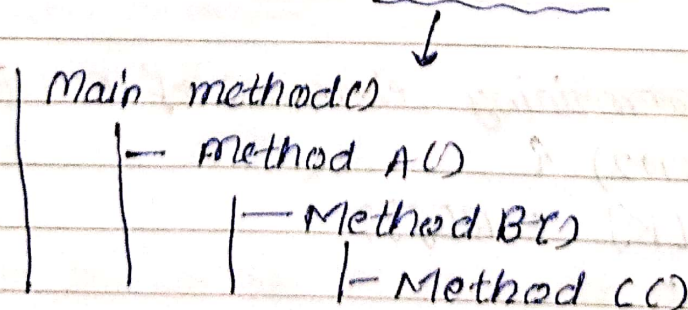 Main method()
Method A()
Method B()
Method C()